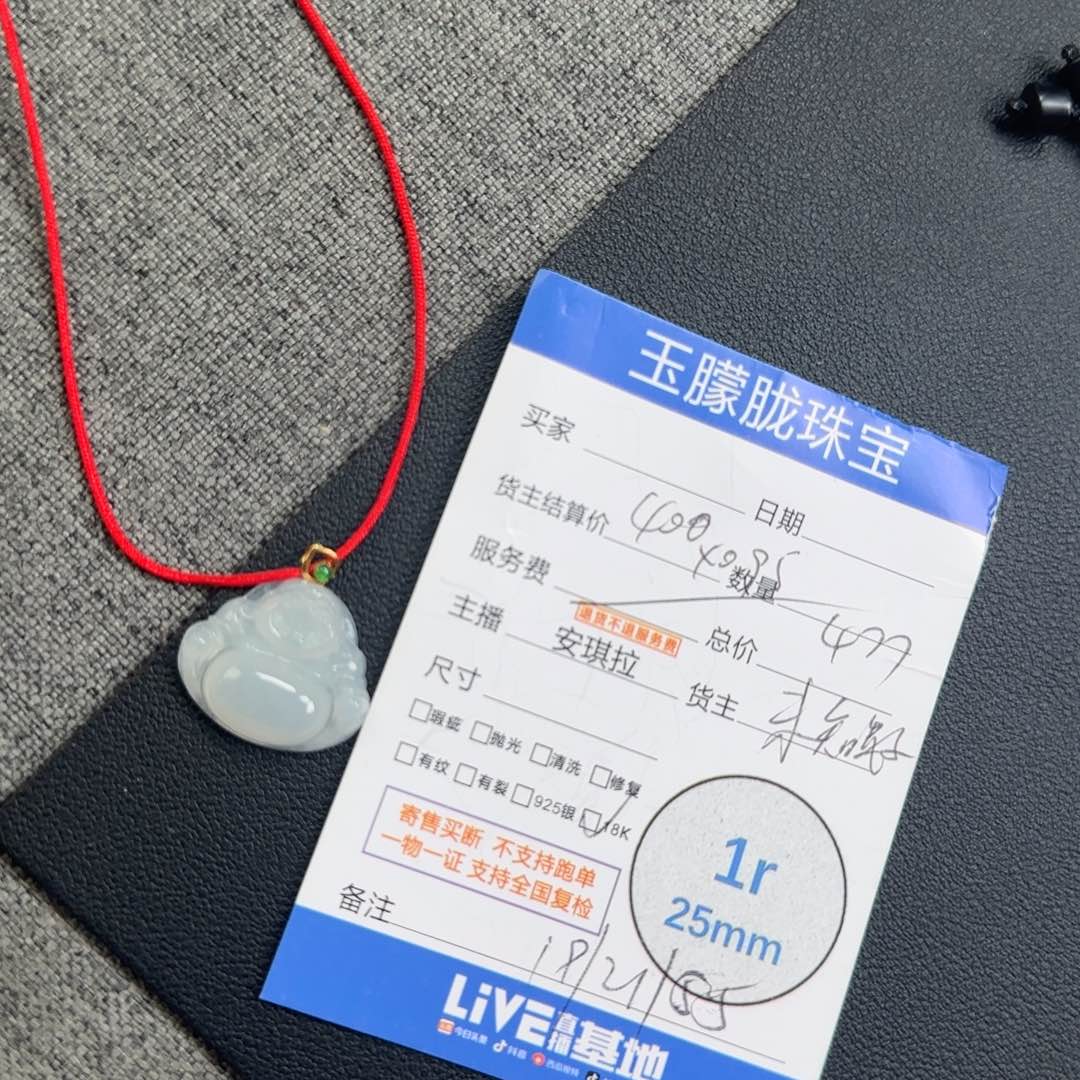 玉朦胧珠宝
买家 日期
货主结算价 400 数量
服务费 总价 477
退货不退服务费
主播 安琪拉 货主
尺寸
瑕疵 抛光 清洗 修复
有纹 有裂 925银 18K
寄售买断 不支持跑单
一物一证 支持全国复检
1r
25mm
备注 18/21/
LiVE直播基地
今日头条 抖音 西瓜视频